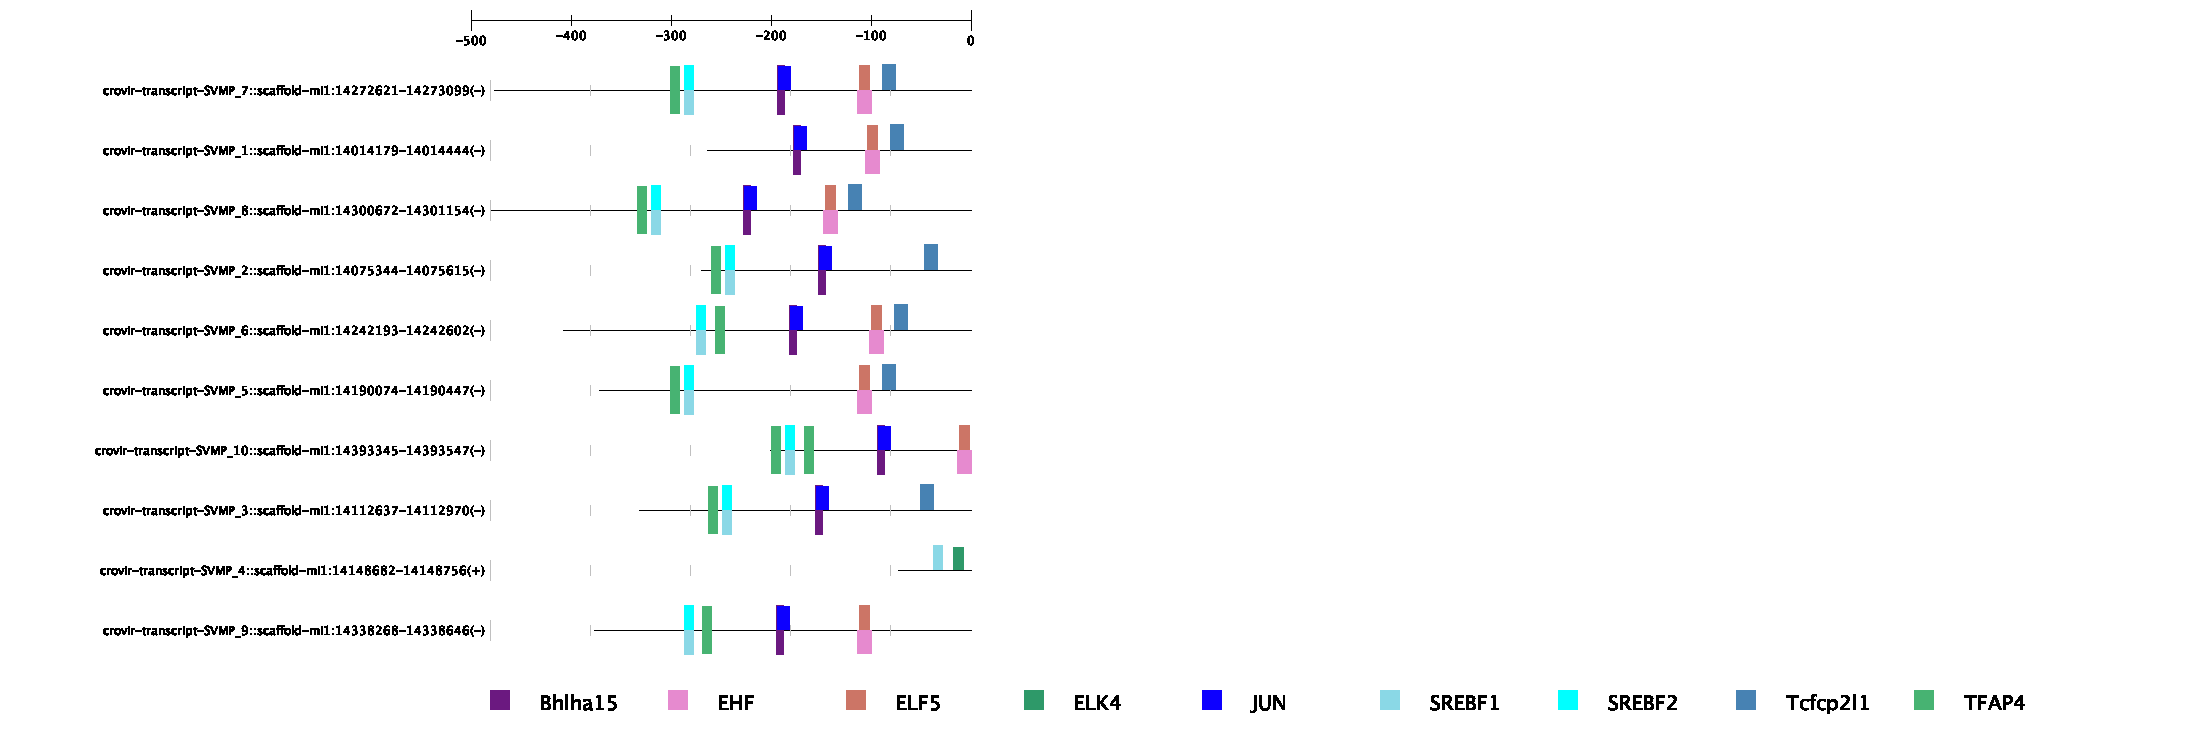 -500 -400 -300 -200 -100 0
crovir-transcript-SVMP_7::scaffold-mi1:14272621-14273099(-)
crovir-transcript-SVMP_1::scaffold-mi1:14014179-14014444(-)
crovir-transcript-SVMP_8::scaffold-mi1:14300672-14301154(-)
crovir-transcript-SVMP_2::scaffold-mi1:14075344-14075615(-)
crovir-transcript-SVMP_6::scaffold-mi1:14242193-14242602(-)
crovir-transcript-SVMP_5::scaffold-mi1:14190074-14190447(-)
crovir-transcript-SVMP_10::scaffold-mi1:14393345-14393547(-)
crovir-transcript-SVMP_3::scaffold-mi1:14112637-14112970(-)
crovir-transcript-SVMP_4::scaffold-mi1:14148682-14148756(+)
crovir-transcript-SVMP_9::scaffold-mi1:14338268-14338646(-)
Bhlha15 EHF ELF5 ELK4 JUN SREBF1 SREBF2 Tcfcp2l1 TFAP4